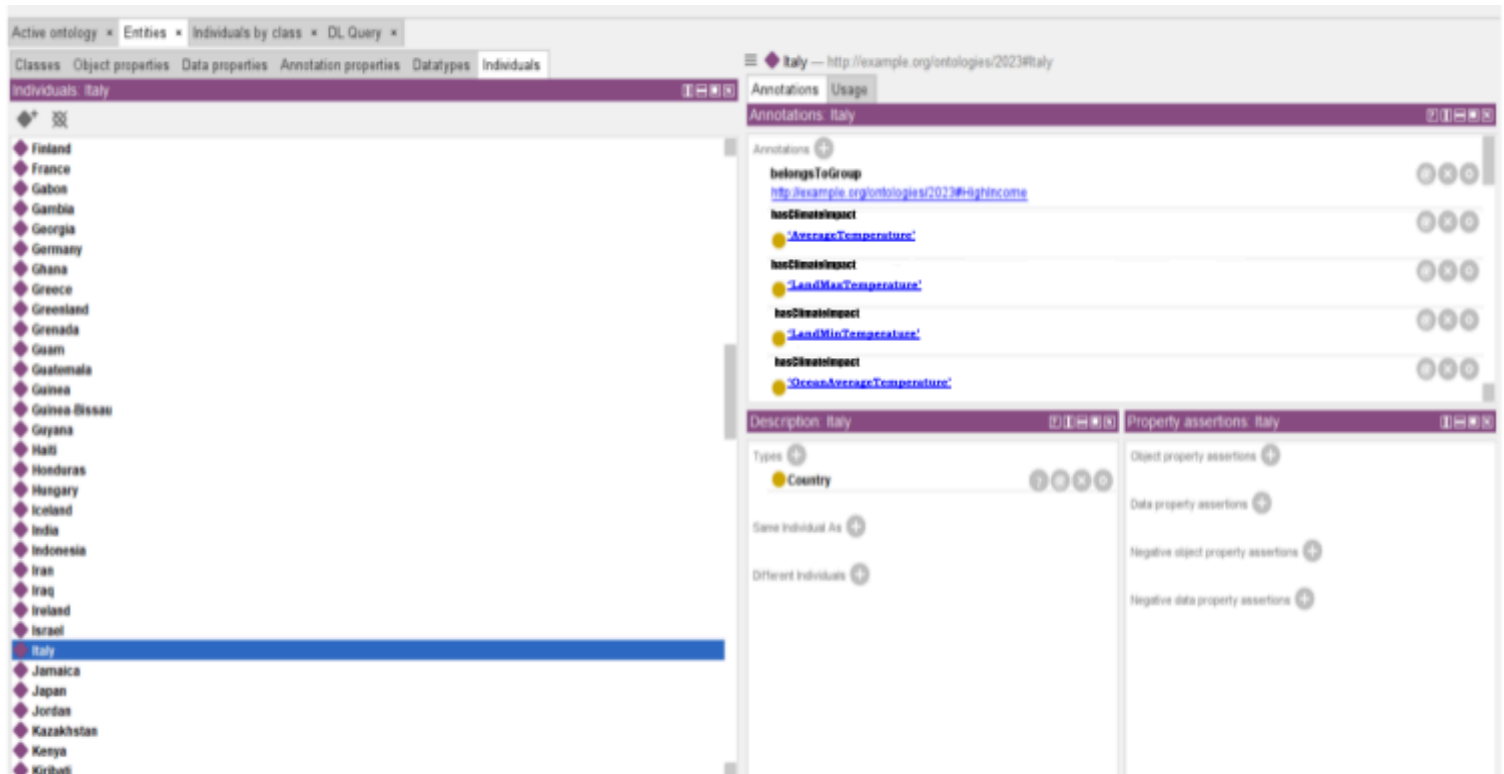 Active ontology × Entities × Individuals by class × DL Query ×
Classes Object properties Data properties Annotation properties Datatypes Individuals
Individuals: Italy
Finland
France
Gabon
Gambia
Georgia
Germany
Ghana
Greece
Greenland
Grenada
Guam
Guatemala
Guinea
Guinea-Bissau
Guyana
Haiti
Honduras
Hungary
Iceland
India
Indonesia
Iran
Iraq
Ireland
Israel
Italy
Jamaica
Japan
Jordan
Kazakhstan
Kenya
Kiribati
Italy — http://example.org/ontologies/2023#Italy
Annotations Usage
Annotations: Italy
Annotations
belongsToGroup
http://example.org/ontologies/2023#HighIncome
hasClimateImpact
'AverageTemperature'
hasClimateImpact
'LandMaxTemperature'
hasClimateImpact
'LandMinTemperature'
hasClimateImpact
'OceanAverageTemperature'
Description: Italy
Types
Country
Same Individual As
Different Individuals
Property assertions: Italy
Object property assertions
Data property assertions
Negative object property assertions
Negative data property assertions